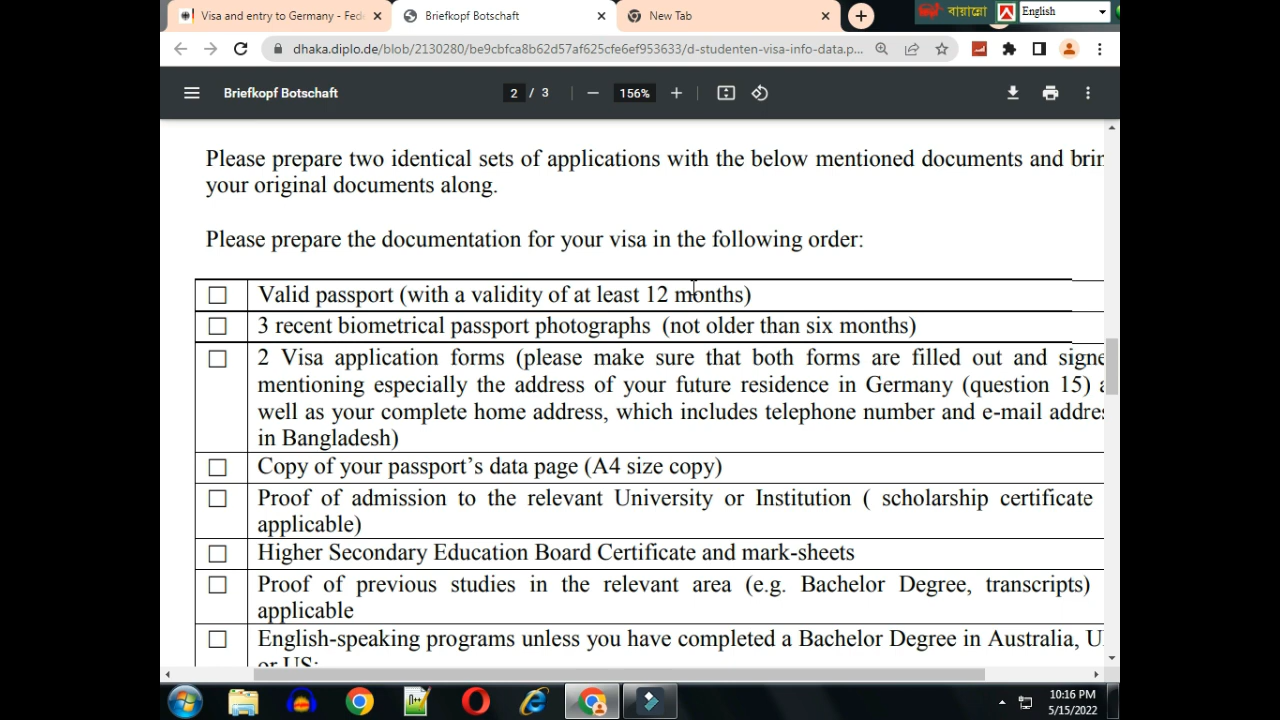 Visa and entry to Germany - Fed
Briefkopf Botschaft
New Tab
বায়ান্নো
English
dhaka.diplo.de/blob/2130280/be9cbfca8b62d57af625cfe6ef953633/d-studenten-visa-info-data.p...
Briefkopf Botschaft
2 / 3
156%
Please prepare two identical sets of applications with the below mentioned documents and brin
your original documents along.
Please prepare the documentation for your visa in the following order:
Valid passport (with a validity of at least 12 months)
3 recent biometrical passport photographs (not older than six months)
2 Visa application forms (please make sure that both forms are filled out and signe
mentioning especially the address of your future residence in Germany (question 15) a
well as your complete home address, which includes telephone number and e-mail addres
in Bangladesh)
Copy of your passport's data page (A4 size copy)
Proof of admission to the relevant University or Institution ( scholarship certificate
applicable)
Higher Secondary Education Board Certificate and mark-sheets
Proof of previous studies in the relevant area (e.g. Bachelor Degree, transcripts)
applicable
English-speaking programs unless you have completed a Bachelor Degree in Australia, U
or US:
10:16 PM
5/15/2022